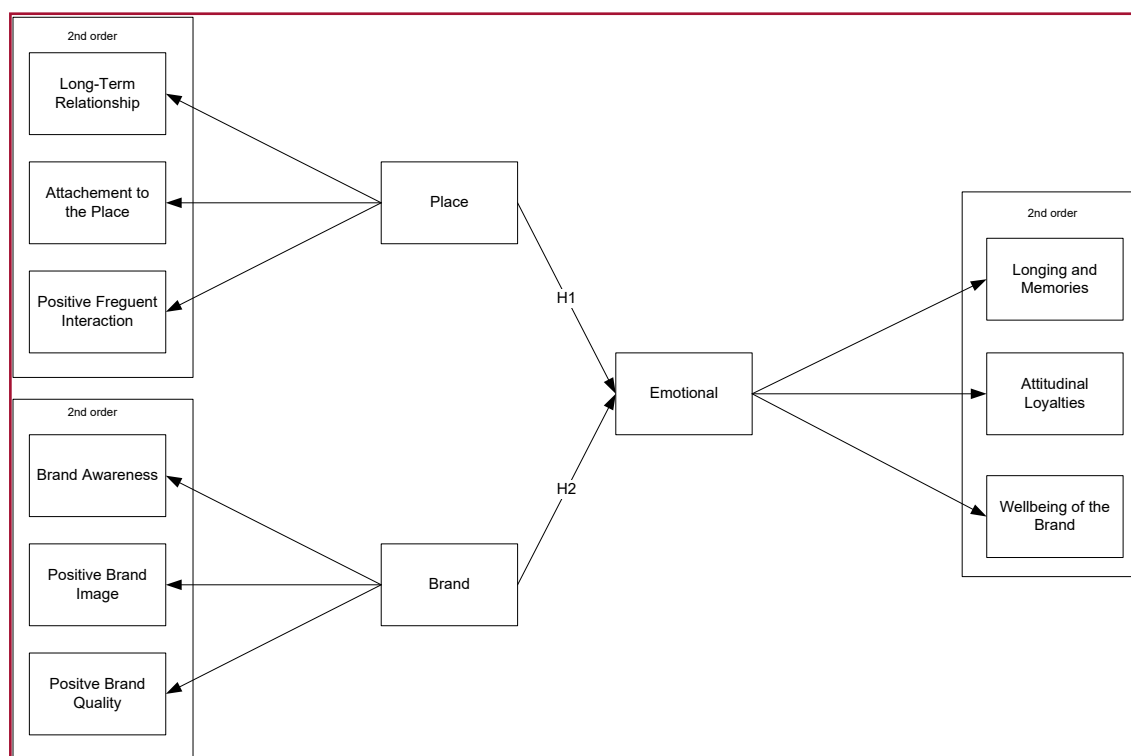 2nd order
Long-Term
Relationship
Attachement to
the Place
Positive Freguent
Interaction
Place
H1
2nd order
Brand Awareness
Positive Brand
Image
Positve Brand
Quality
Brand
H2
Emotional
2nd order
Longing and
Memories
Attitudinal
Loyalties
Wellbeing of the
Brand